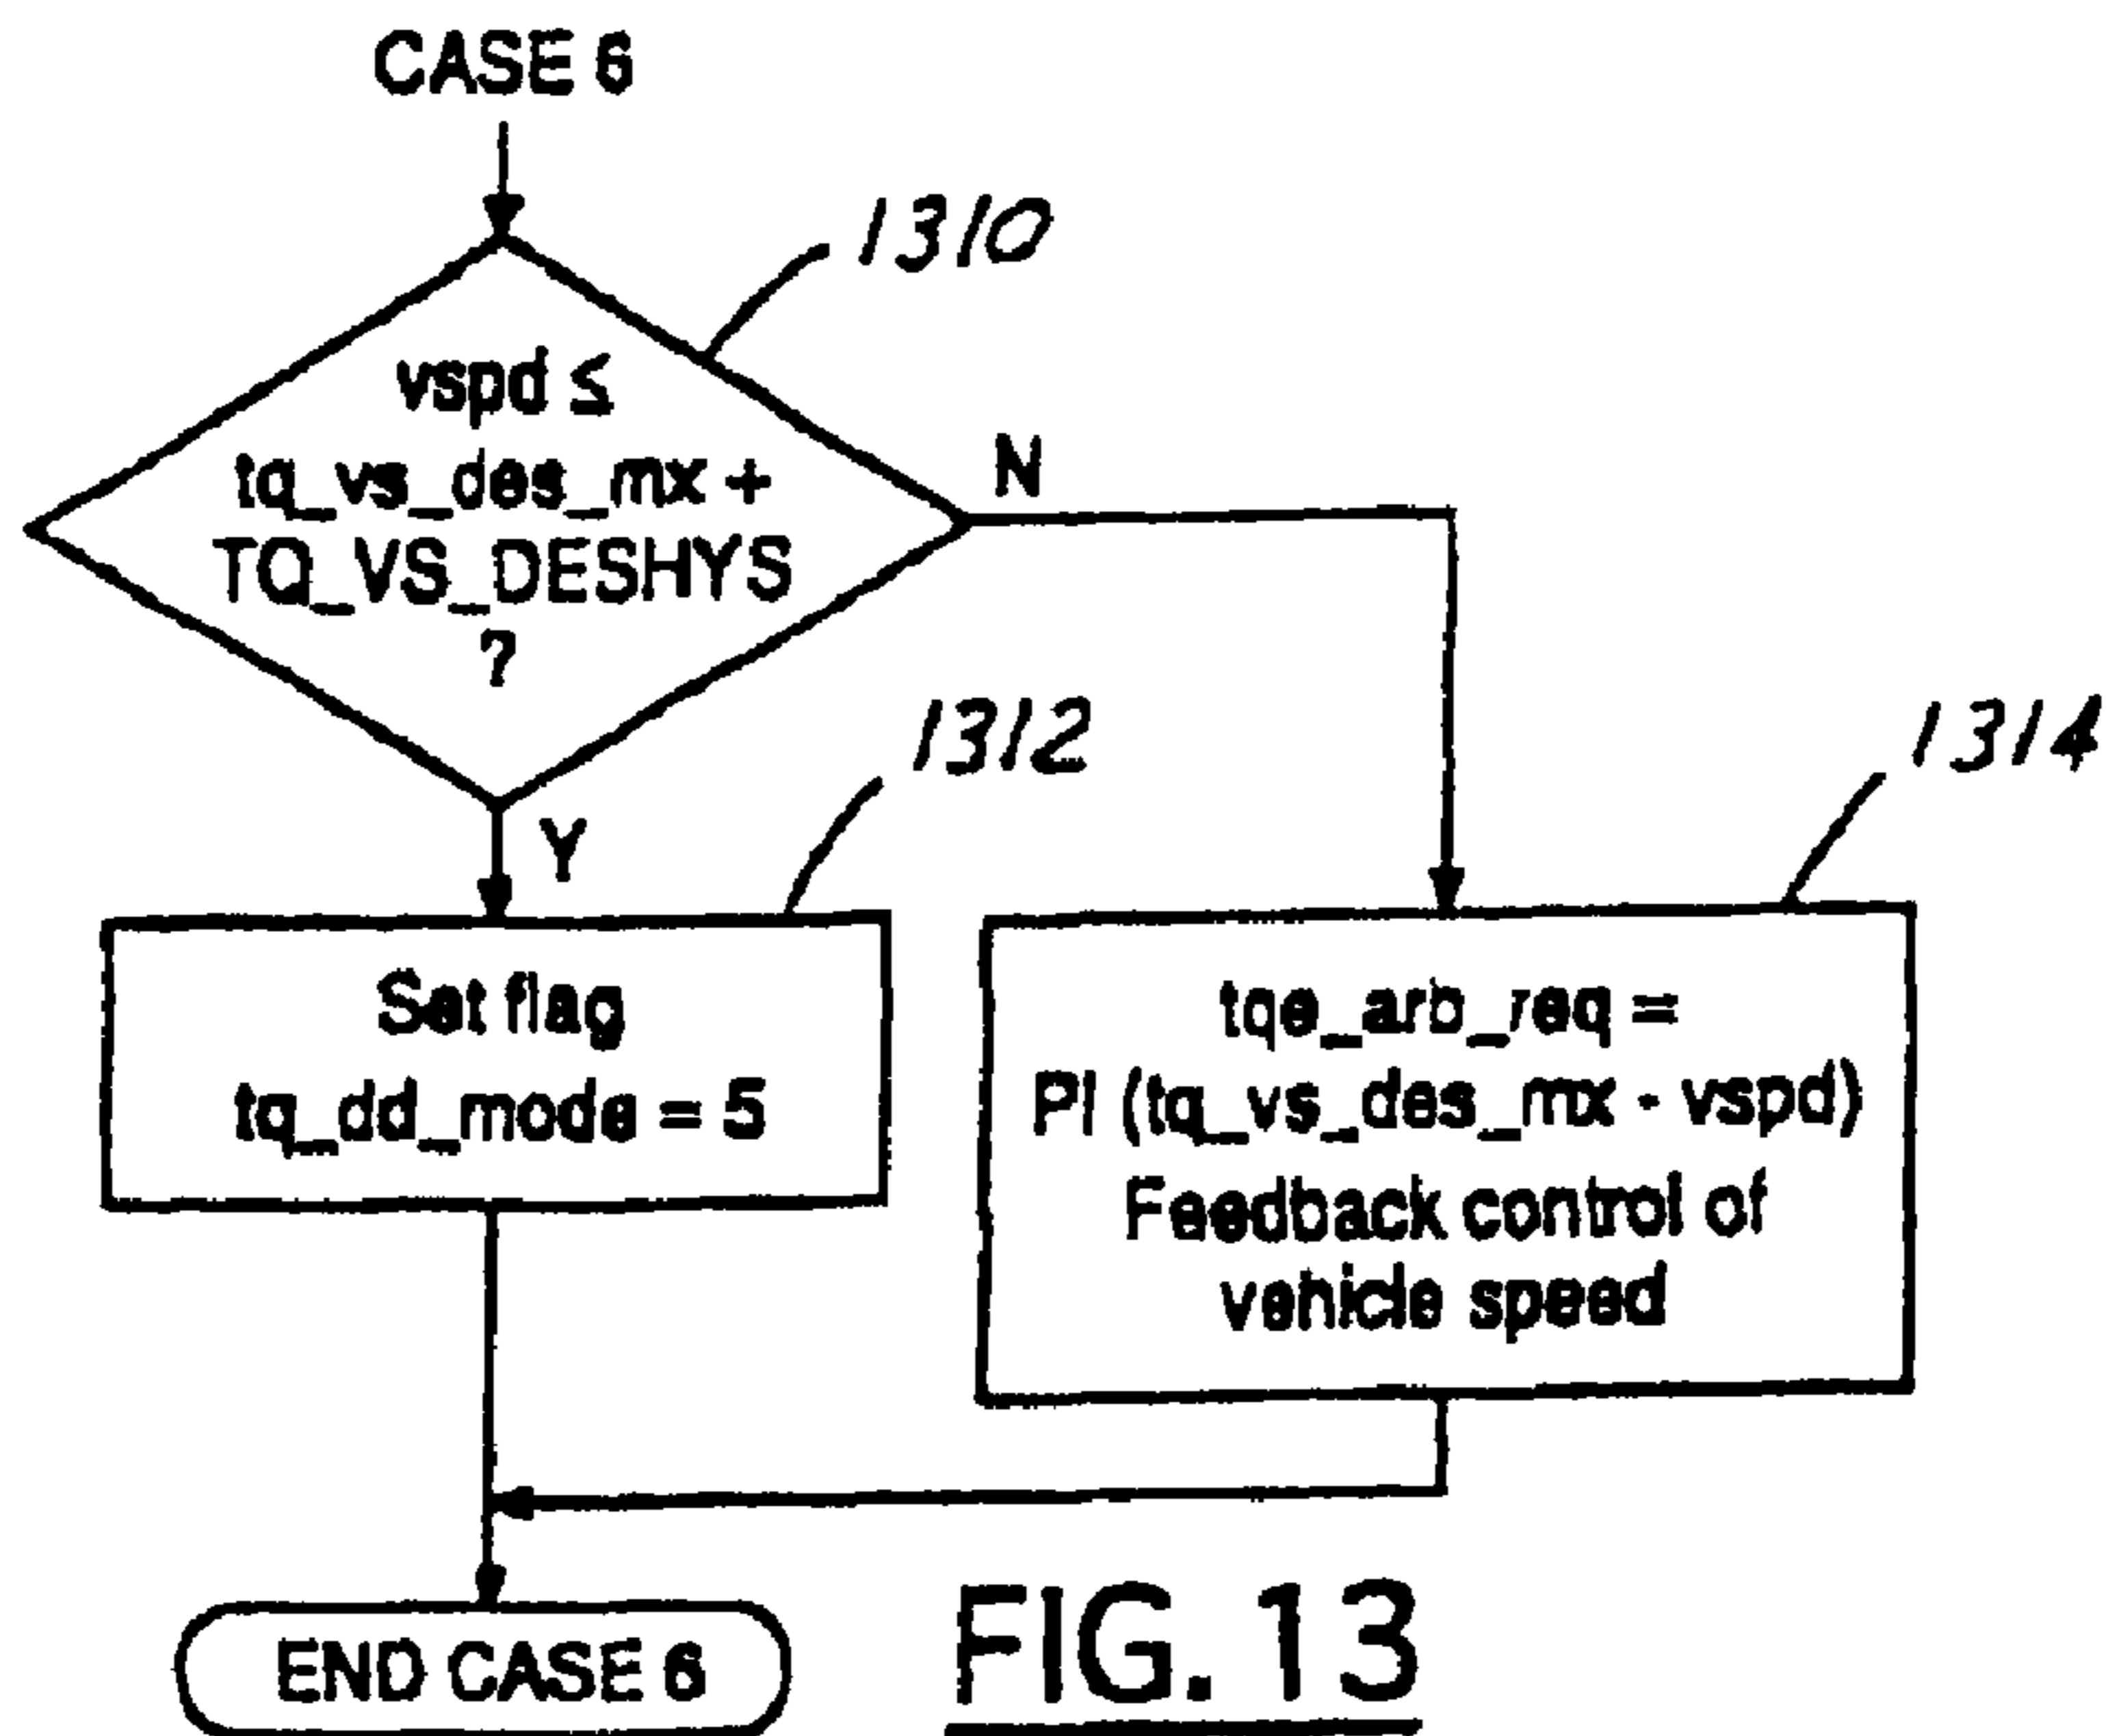 CASE 6
1310
vspd ≤
tq_vs_des_mx +
TQ_VS_DESHYS
?
N
Y
1312
1314
Set flag
tq_dd_mode = 5
tqe_arb_req =
PI (tq_vs_des_mx - vspd)
Feedback control of
vehicle speed
END CASE 6
FIG.13